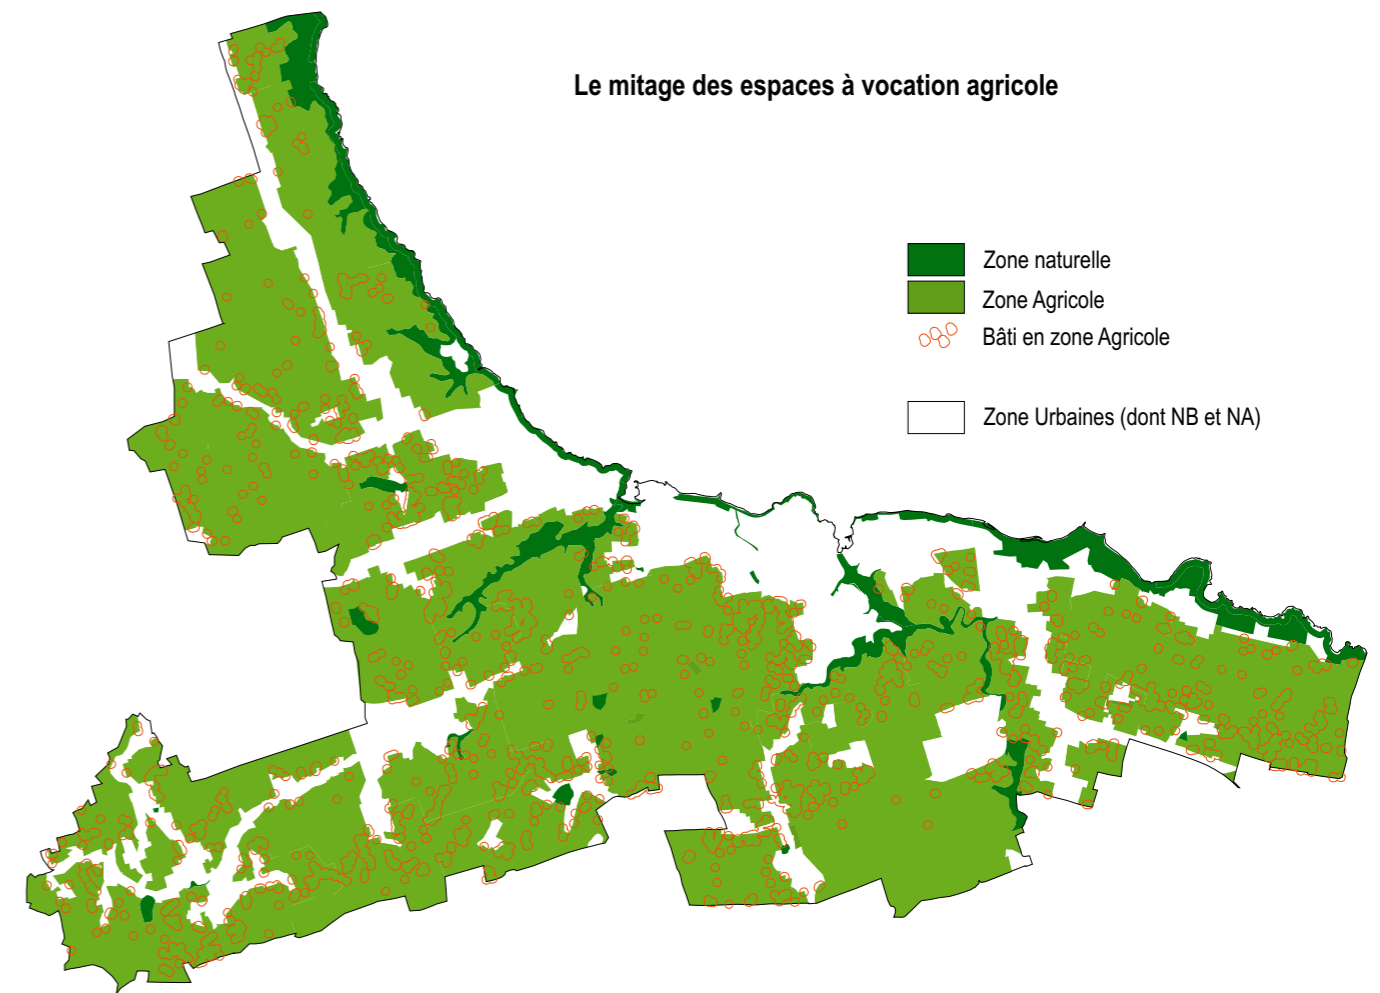 Le mitage des espaces à vocation agricole
Zone naturelle
Zone Agricole
Bâti en zone Agricole
Zone Urbaines (dont NB et NA)